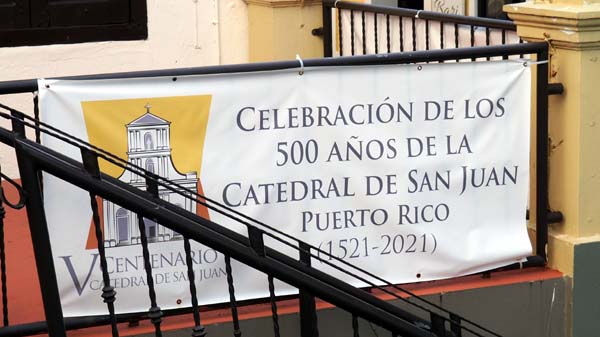 Bari
CELEBRACIÓN DE LOS
500 AÑOS DE LA
CATEDRAL DE SAN JUAN
PUERTO RICO
(1521-2021)
V CENTENARIO
CATEDRAL DE SAN JUAN